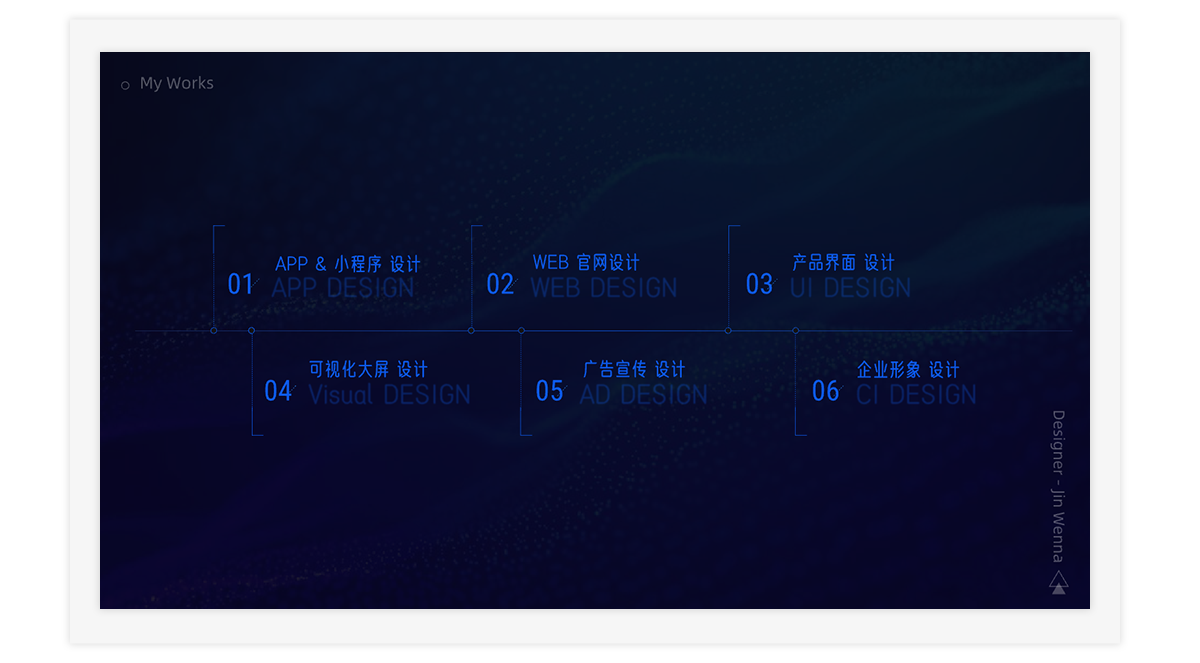 My Works
01
APP & 小程序 设计
APP DESIGN
02
WEB 官网设计
WEB DESIGN
03
产品界面 设计
UI DESIGN
04
可视化大屏 设计
Visual DESIGN
05
广告宣传 设计
AD DESIGN
06
企业形象 设计
CI DESIGN
Designer - Jin Wenna